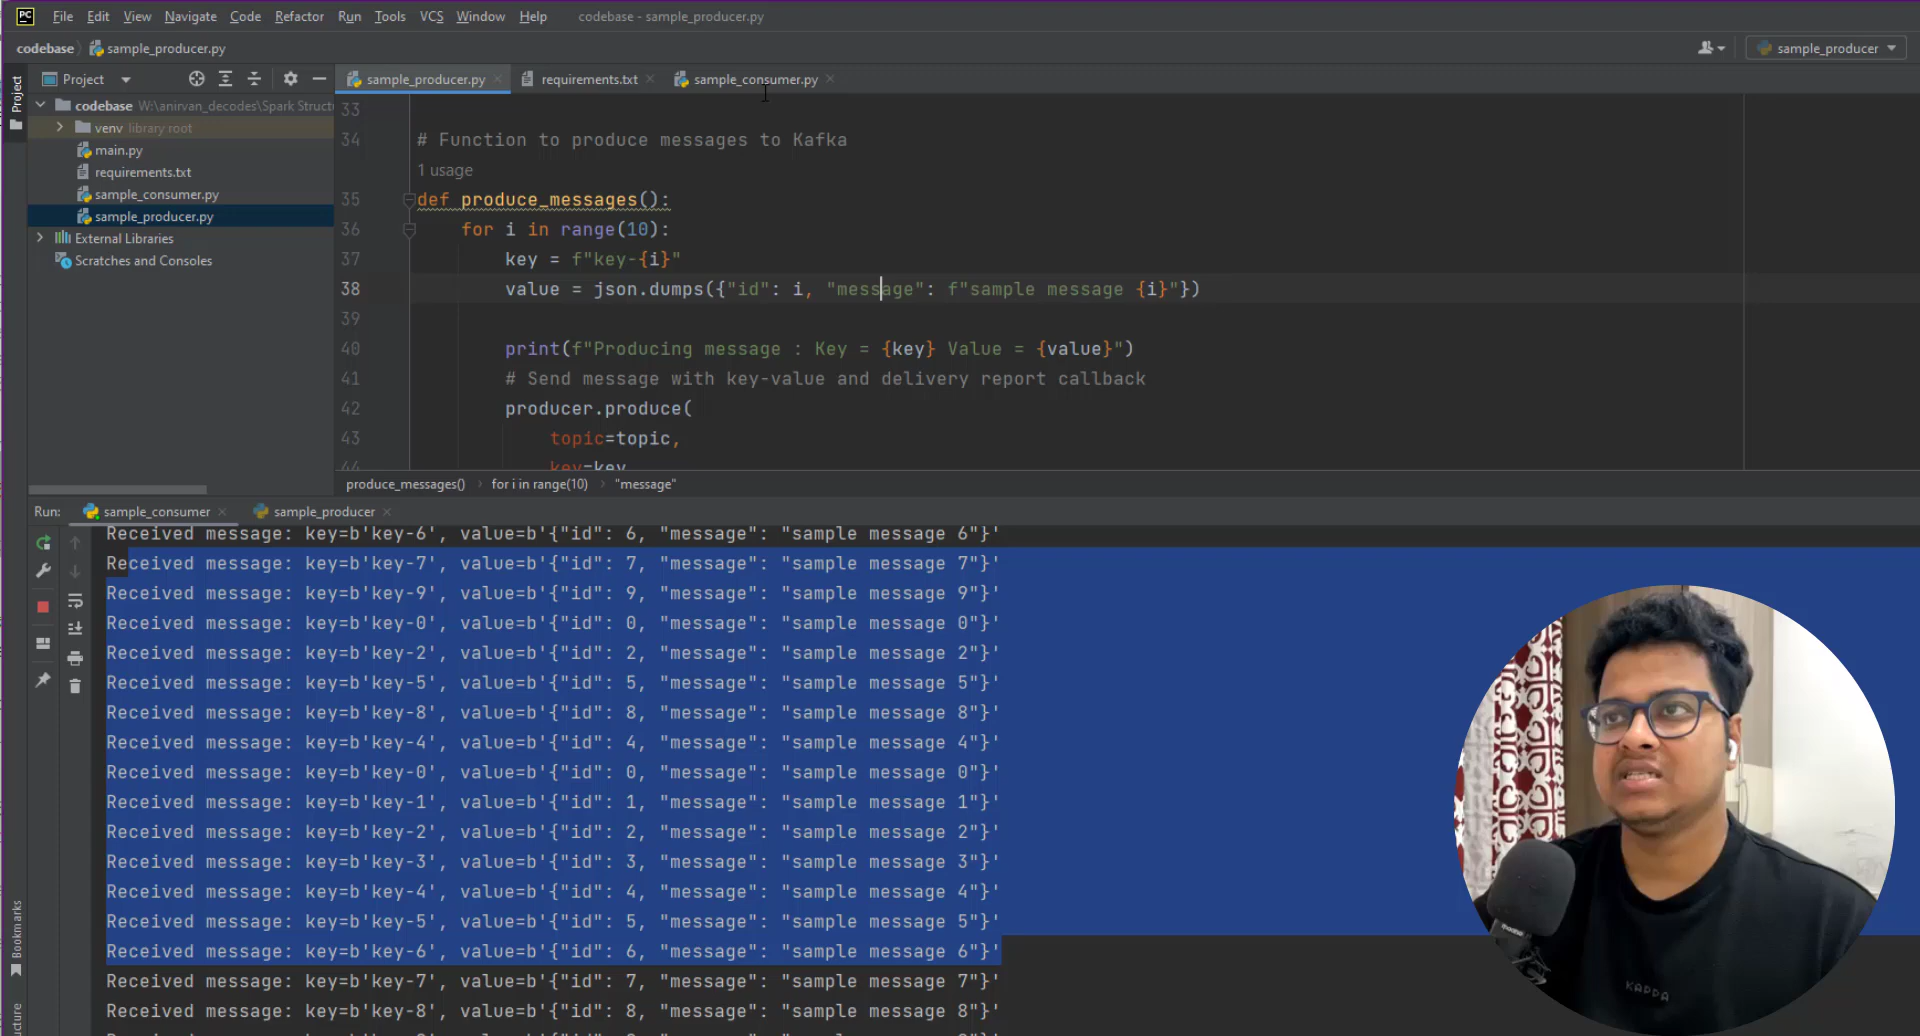 PC File Edit View Navigate Code Refactor Run Tools VCS Window Help codebase - sample_producer.py
codebase sample_producer.py sample_producer
Project
Project sample_producer.py requirements.txt sample_consumer.py
codebase W:\anirvan_decodes\Spark Struct
venv library root
main.py
requirements.txt
sample_consumer.py
sample_producer.py
External Libraries
Scratches and Consoles
33
34 # Function to produce messages to Kafka
1 usage
35 def produce_messages():
36 for i in range(10):
37 key = f"key-{i}"
38 value = json.dumps({"id": i, "message": f"sample message {i}"})
39
40 print(f"Producing message : Key = {key} Value = {value}")
41 # Send message with key-value and delivery report callback
42 producer.produce(
43 topic=topic,
44 key=key
produce_messages() for i in range(10) "message"
Run: sample_consumer sample_producer
Received message: key=b'key-6', value=b'{"id": 6, "message": "sample message 6"}'
Received message: key=b'key-7', value=b'{"id": 7, "message": "sample message 7"}'
Received message: key=b'key-9', value=b'{"id": 9, "message": "sample message 9"}'
Received message: key=b'key-0', value=b'{"id": 0, "message": "sample message 0"}'
Received message: key=b'key-2', value=b'{"id": 2, "message": "sample message 2"}'
Received message: key=b'key-5', value=b'{"id": 5, "message": "sample message 5"}'
Received message: key=b'key-8', value=b'{"id": 8, "message": "sample message 8"}'
Received message: key=b'key-4', value=b'{"id": 4, "message": "sample message 4"}'
Received message: key=b'key-0', value=b'{"id": 0, "message": "sample message 0"}'
Received message: key=b'key-1', value=b'{"id": 1, "message": "sample message 1"}'
Received message: key=b'key-2', value=b'{"id": 2, "message": "sample message 2"}'
Received message: key=b'key-3', value=b'{"id": 3, "message": "sample message 3"}'
Received message: key=b'key-4', value=b'{"id": 4, "message": "sample message 4"}'
Received message: key=b'key-5', value=b'{"id": 5, "message": "sample message 5"}'
Received message: key=b'key-6', value=b'{"id": 6, "message": "sample message 6"}'
Received message: key=b'key-7', value=b'{"id": 7, "message": "sample message 7"}'
Received message: key=b'key-8', value=b'{"id": 8, "message": "sample message 8"}'
Bookmarks
ucture
KAPPA